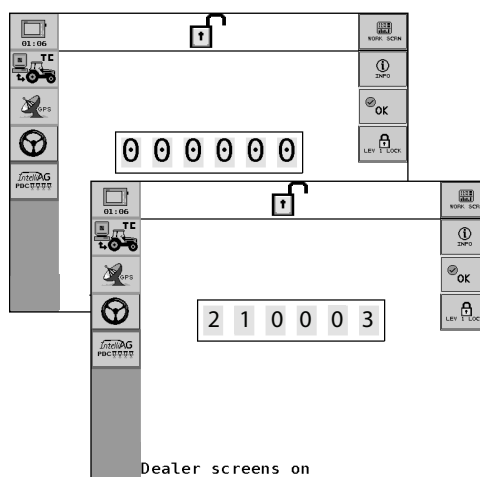 01:06
TC
GPS
IntelliAG
PDC
WORK SCRN
i
INFO
OK
LEV 1 LOCK
0 0 0 0 0 0
01:06
TC
GPS
IntelliAG
PDC
WORK SCR
i
INFO
OK
LEV 1 LOC
2 1 0 0 0 3
Dealer screens on